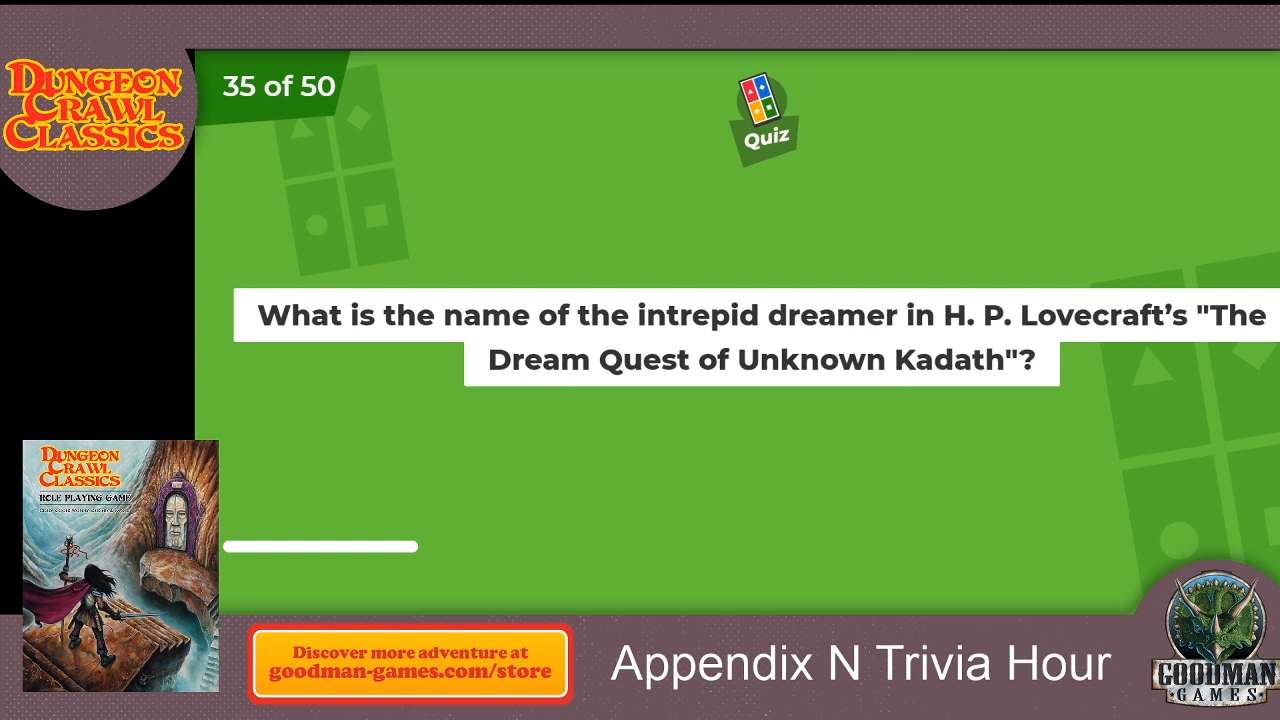 DUNGEON
CRAWL
CLASSICS
35 of 50
Quiz
What is the name of the intrepid dreamer in H. P. Lovecraft’s "The
Dream Quest of Unknown Kadath"?
DUNGEON
CRAWL
CLASSICS
ROLE PLAYING GAME
Discover more adventure at
goodman-games.com/store
Appendix N Trivia Hour
GOODMAN
GAMES